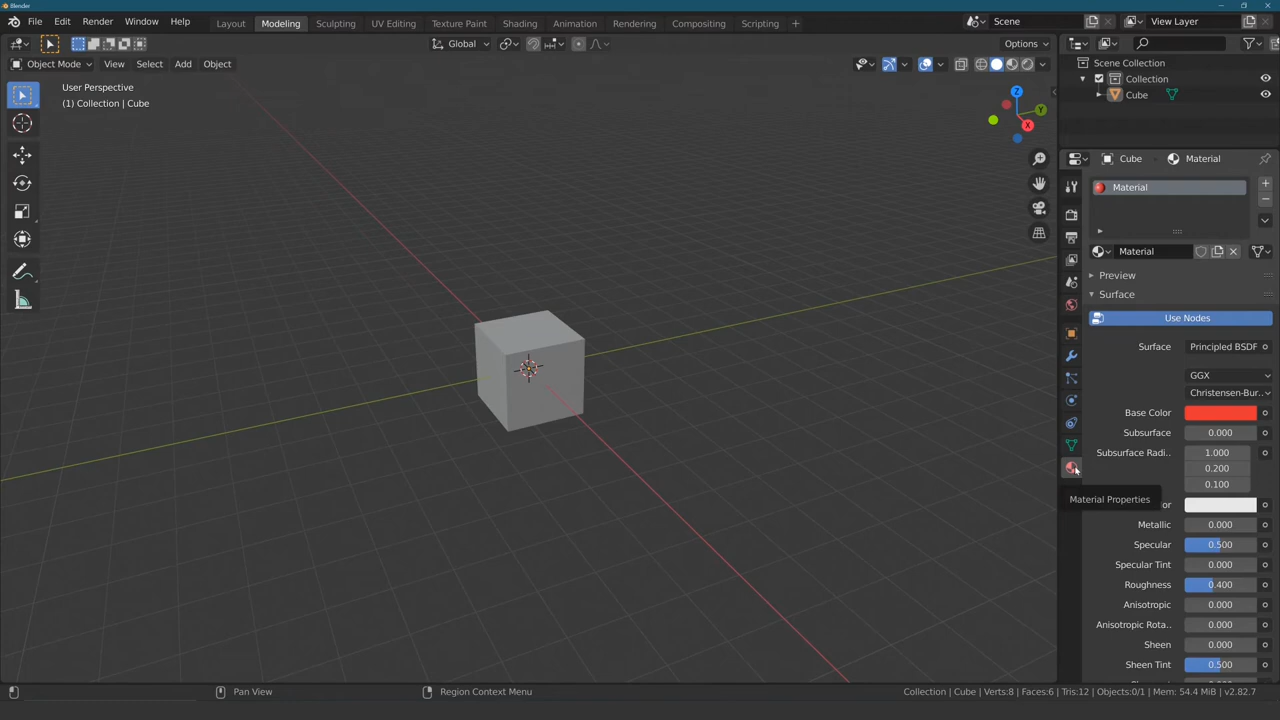 Blender
File Edit Render Window Help Layout Modeling Sculpting UV Editing Texture Paint Shading Animation Rendering Compositing Scripting + Scene View Layer
Global Options
Object Mode View Select Add Object
User Perspective
(1) Collection | Cube
Z
Y
X
Scene Collection
Collection
Cube
Cube Material
Material
Material
Preview
Surface
Use Nodes
Surface Principled BSDF
GGX
Christensen-Bur..
Base Color
Subsurface 0.000
Subsurface Radi.. 1.000
0.200
0.100
Material Properties
or
Metallic 0.000
Specular 0.500
Specular Tint 0.000
Roughness 0.400
Anisotropic 0.000
Anisotropic Rota.. 0.000
Sheen 0.000
Sheen Tint 0.500
Pan View Region Context Menu Collection | Cube | Verts:8 | Faces:6 | Tris:12 | Objects:0/1 | Mem: 54.4 MiB | v2.82.7